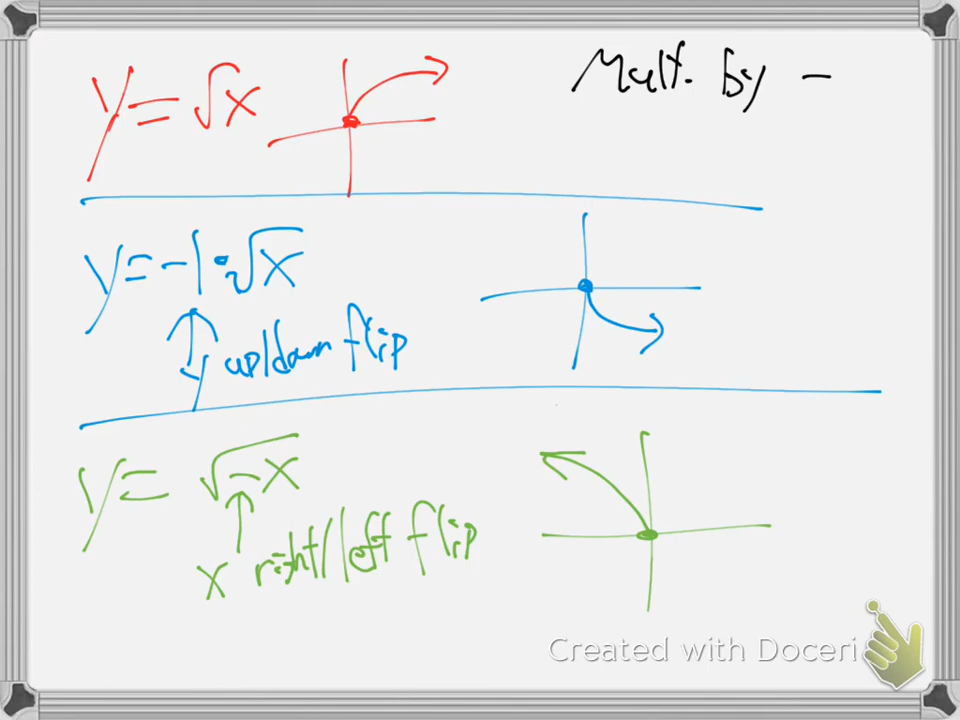 y = √x
Mult. by -
y = -1 · √x
y up/down flip
y = √-x
x right/left flip
Created with Doceri